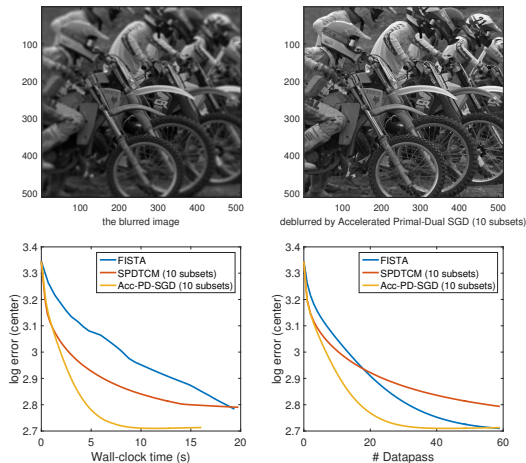 100
200
300
400
500
100 200 300 400 500
the blurred image
100
200
300
400
500
100 200 300 400 500
deblurred by Accelerated Primal-Dual SGD (10 subsets)
3.4
3.3
3.2
3.1
3
2.9
2.8
2.7
log error (center)
FISTA
SPDTCM (10 subsets)
Acc-PD-SGD (10 subsets)
0 5 10 15 20
Wall-clock time (s)
3.4
3.3
3.2
3.1
3
2.9
2.8
2.7
log error (center)
FISTA
SPDTCM (10 subsets)
Acc-PD-SGD (10 subsets)
0 20 40 60
# Datapass